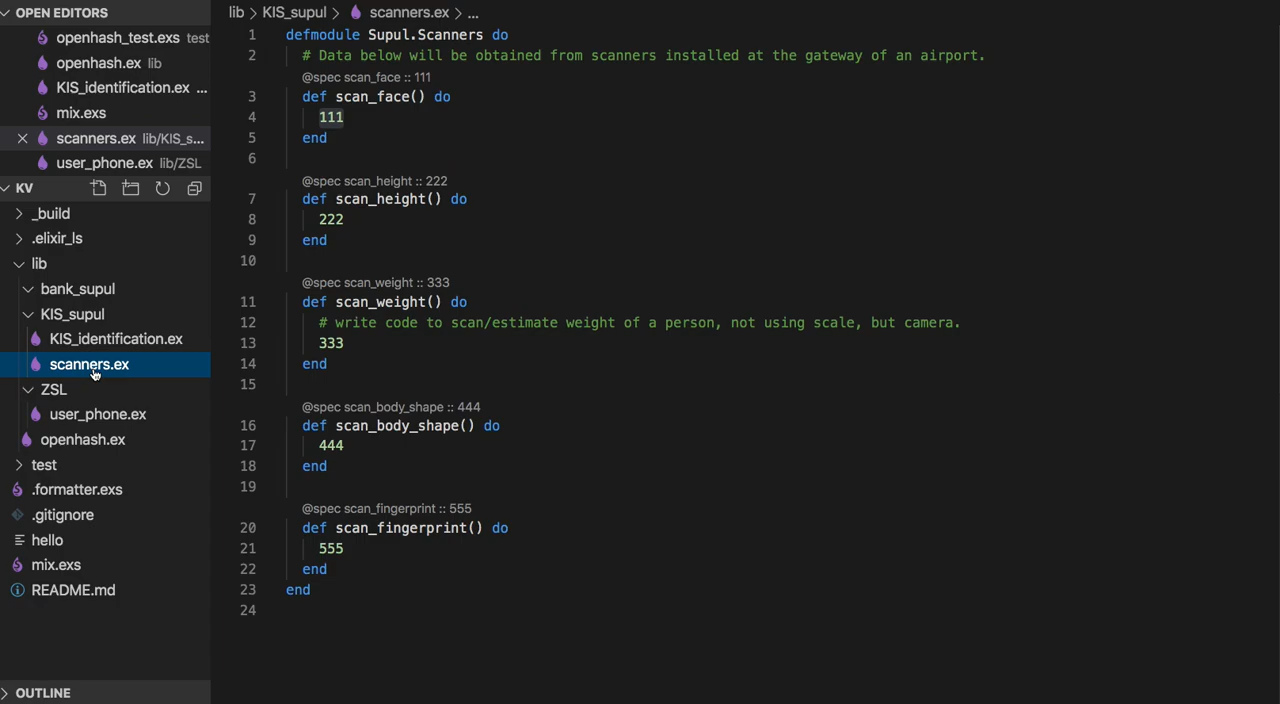 OPEN EDITORS
openhash_test.exs test
openhash.ex lib
KIS_identification.ex ...
mix.exs
scanners.ex lib/KIS_s...
user_phone.ex lib/ZSL
KV
_build
.elixir_ls
lib
bank_supul
KIS_supul
KIS_identification.ex
scanners.ex
ZSL
user_phone.ex
openhash.ex
test
.formatter.exs
.gitignore
hello
mix.exs
README.md
OUTLINE
lib > KIS_supul > scanners.ex > ...
1 defmodule Supul.Scanners do
2 # Data below will be obtained from scanners installed at the gateway of an airport.
@spec scan_face :: 111
3 def scan_face() do
4 111
5 end
6
@spec scan_height :: 222
7 def scan_height() do
8 222
9 end
10
@spec scan_weight :: 333
11 def scan_weight() do
12 # write code to scan/estimate weight of a person, not using scale, but camera.
13 333
14 end
15
@spec scan_body_shape :: 444
16 def scan_body_shape() do
17 444
18 end
19
@spec scan_fingerprint :: 555
20 def scan_fingerprint() do
21 555
22 end
23 end
24